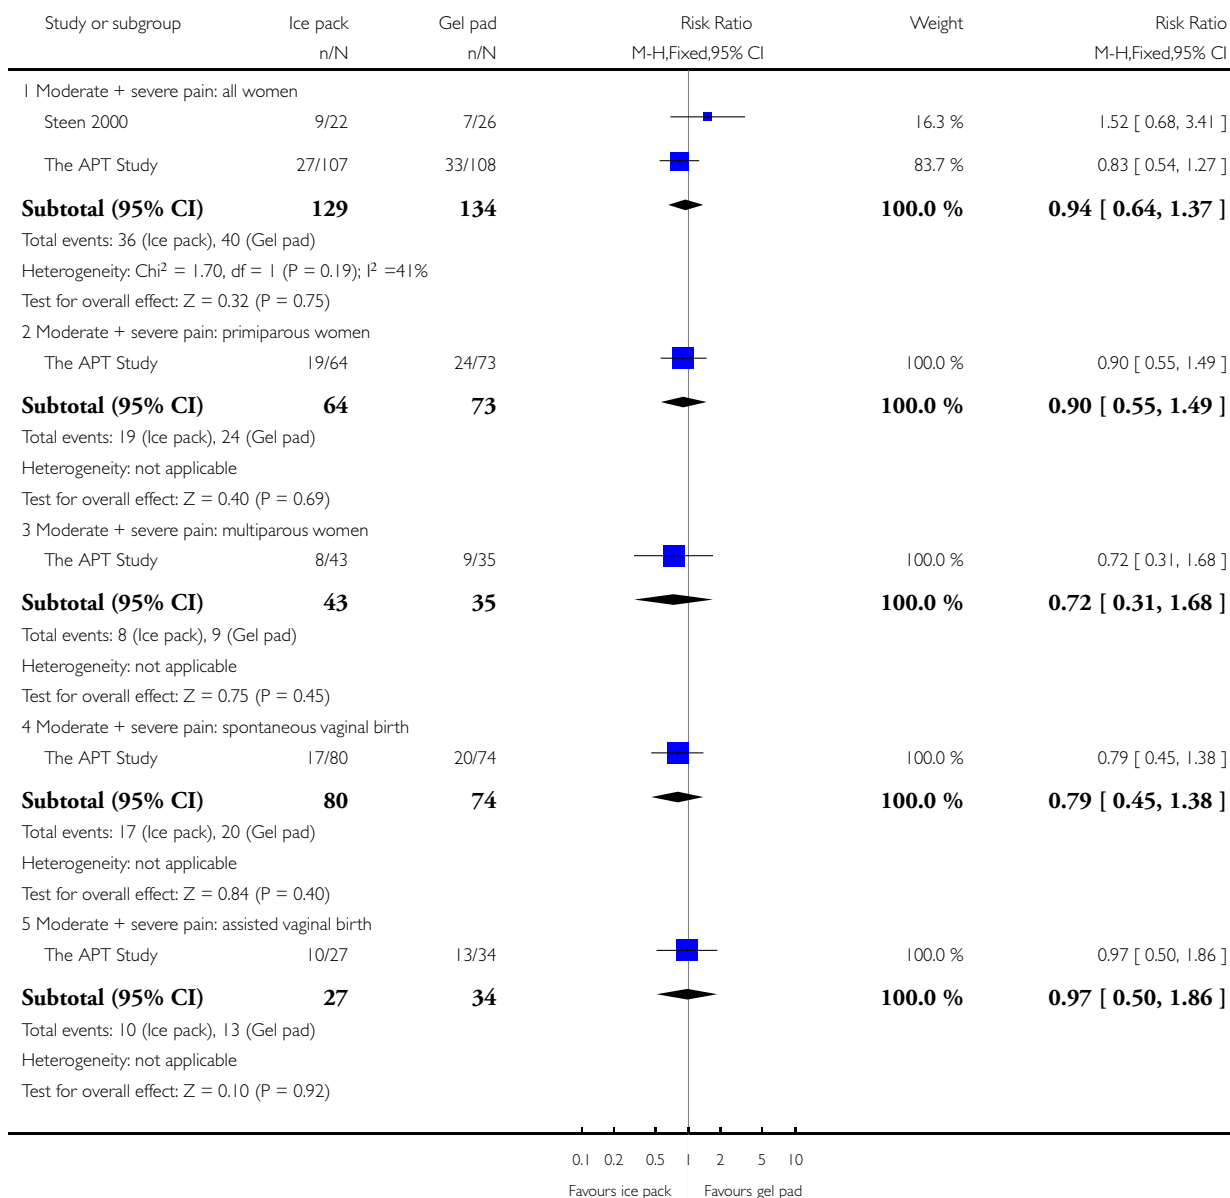 Study or subgroup Ice pack Gel pad Risk Ratio Weight Risk Ratio
n/N n/N M-H,Fixed,95% CI M-H,Fixed,95% CI
1 Moderate + severe pain: all women
Steen 2000 9/22 7/26 16.3 % 1.52 [ 0.68, 3.41 ]
The APT Study 27/107 33/108 83.7 % 0.83 [ 0.54, 1.27 ]
Subtotal (95% CI) 129 134 100.0 % 0.94 [ 0.64, 1.37 ]
Total events: 36 (Ice pack), 40 (Gel pad)
Heterogeneity: Chi² = 1.70, df = 1 (P = 0.19); I² =41%
Test for overall effect: Z = 0.32 (P = 0.75)
2 Moderate + severe pain: primiparous women
The APT Study 19/64 24/73 100.0 % 0.90 [ 0.55, 1.49 ]
Subtotal (95% CI) 64 73 100.0 % 0.90 [ 0.55, 1.49 ]
Total events: 19 (Ice pack), 24 (Gel pad)
Heterogeneity: not applicable
Test for overall effect: Z = 0.40 (P = 0.69)
3 Moderate + severe pain: multiparous women
The APT Study 8/43 9/35 100.0 % 0.72 [ 0.31, 1.68 ]
Subtotal (95% CI) 43 35 100.0 % 0.72 [ 0.31, 1.68 ]
Total events: 8 (Ice pack), 9 (Gel pad)
Heterogeneity: not applicable
Test for overall effect: Z = 0.75 (P = 0.45)
4 Moderate + severe pain: spontaneous vaginal birth
The APT Study 17/80 20/74 100.0 % 0.79 [ 0.45, 1.38 ]
Subtotal (95% CI) 80 74 100.0 % 0.79 [ 0.45, 1.38 ]
Total events: 17 (Ice pack), 20 (Gel pad)
Heterogeneity: not applicable
Test for overall effect: Z = 0.84 (P = 0.40)
5 Moderate + severe pain: assisted vaginal birth
The APT Study 10/27 13/34 100.0 % 0.97 [ 0.50, 1.86 ]
Subtotal (95% CI) 27 34 100.0 % 0.97 [ 0.50, 1.86 ]
Total events: 10 (Ice pack), 13 (Gel pad)
Heterogeneity: not applicable
Test for overall effect: Z = 0.10 (P = 0.92)
0.1 0.2 0.5 1 2 5 10
Favours ice pack Favours gel pad